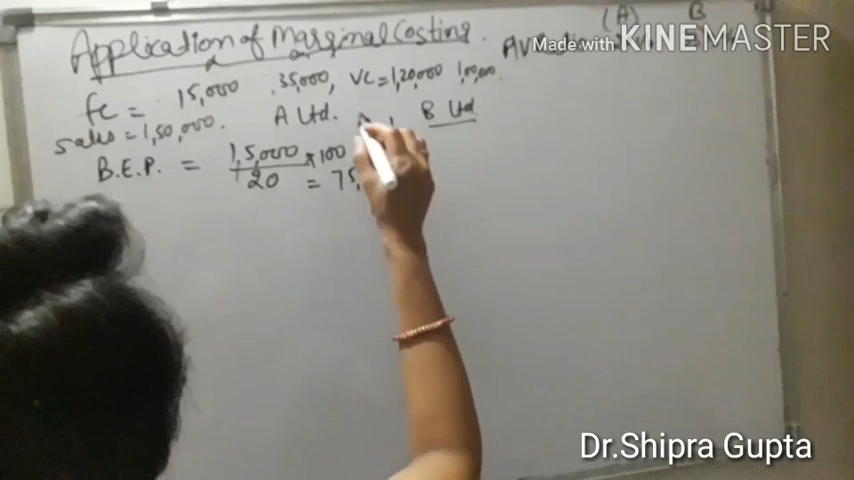 (A) B
Application of Marginal Costing.
Made with KINEMASTER
fc = 15,000 35,000, VC = 1,20,000 1,00,000.
Sales = 1,50,000. A Ltd. B Ltd
B.E.P. = 1,5,000 × 100
20 = 75,
Dr.Shipra Gupta